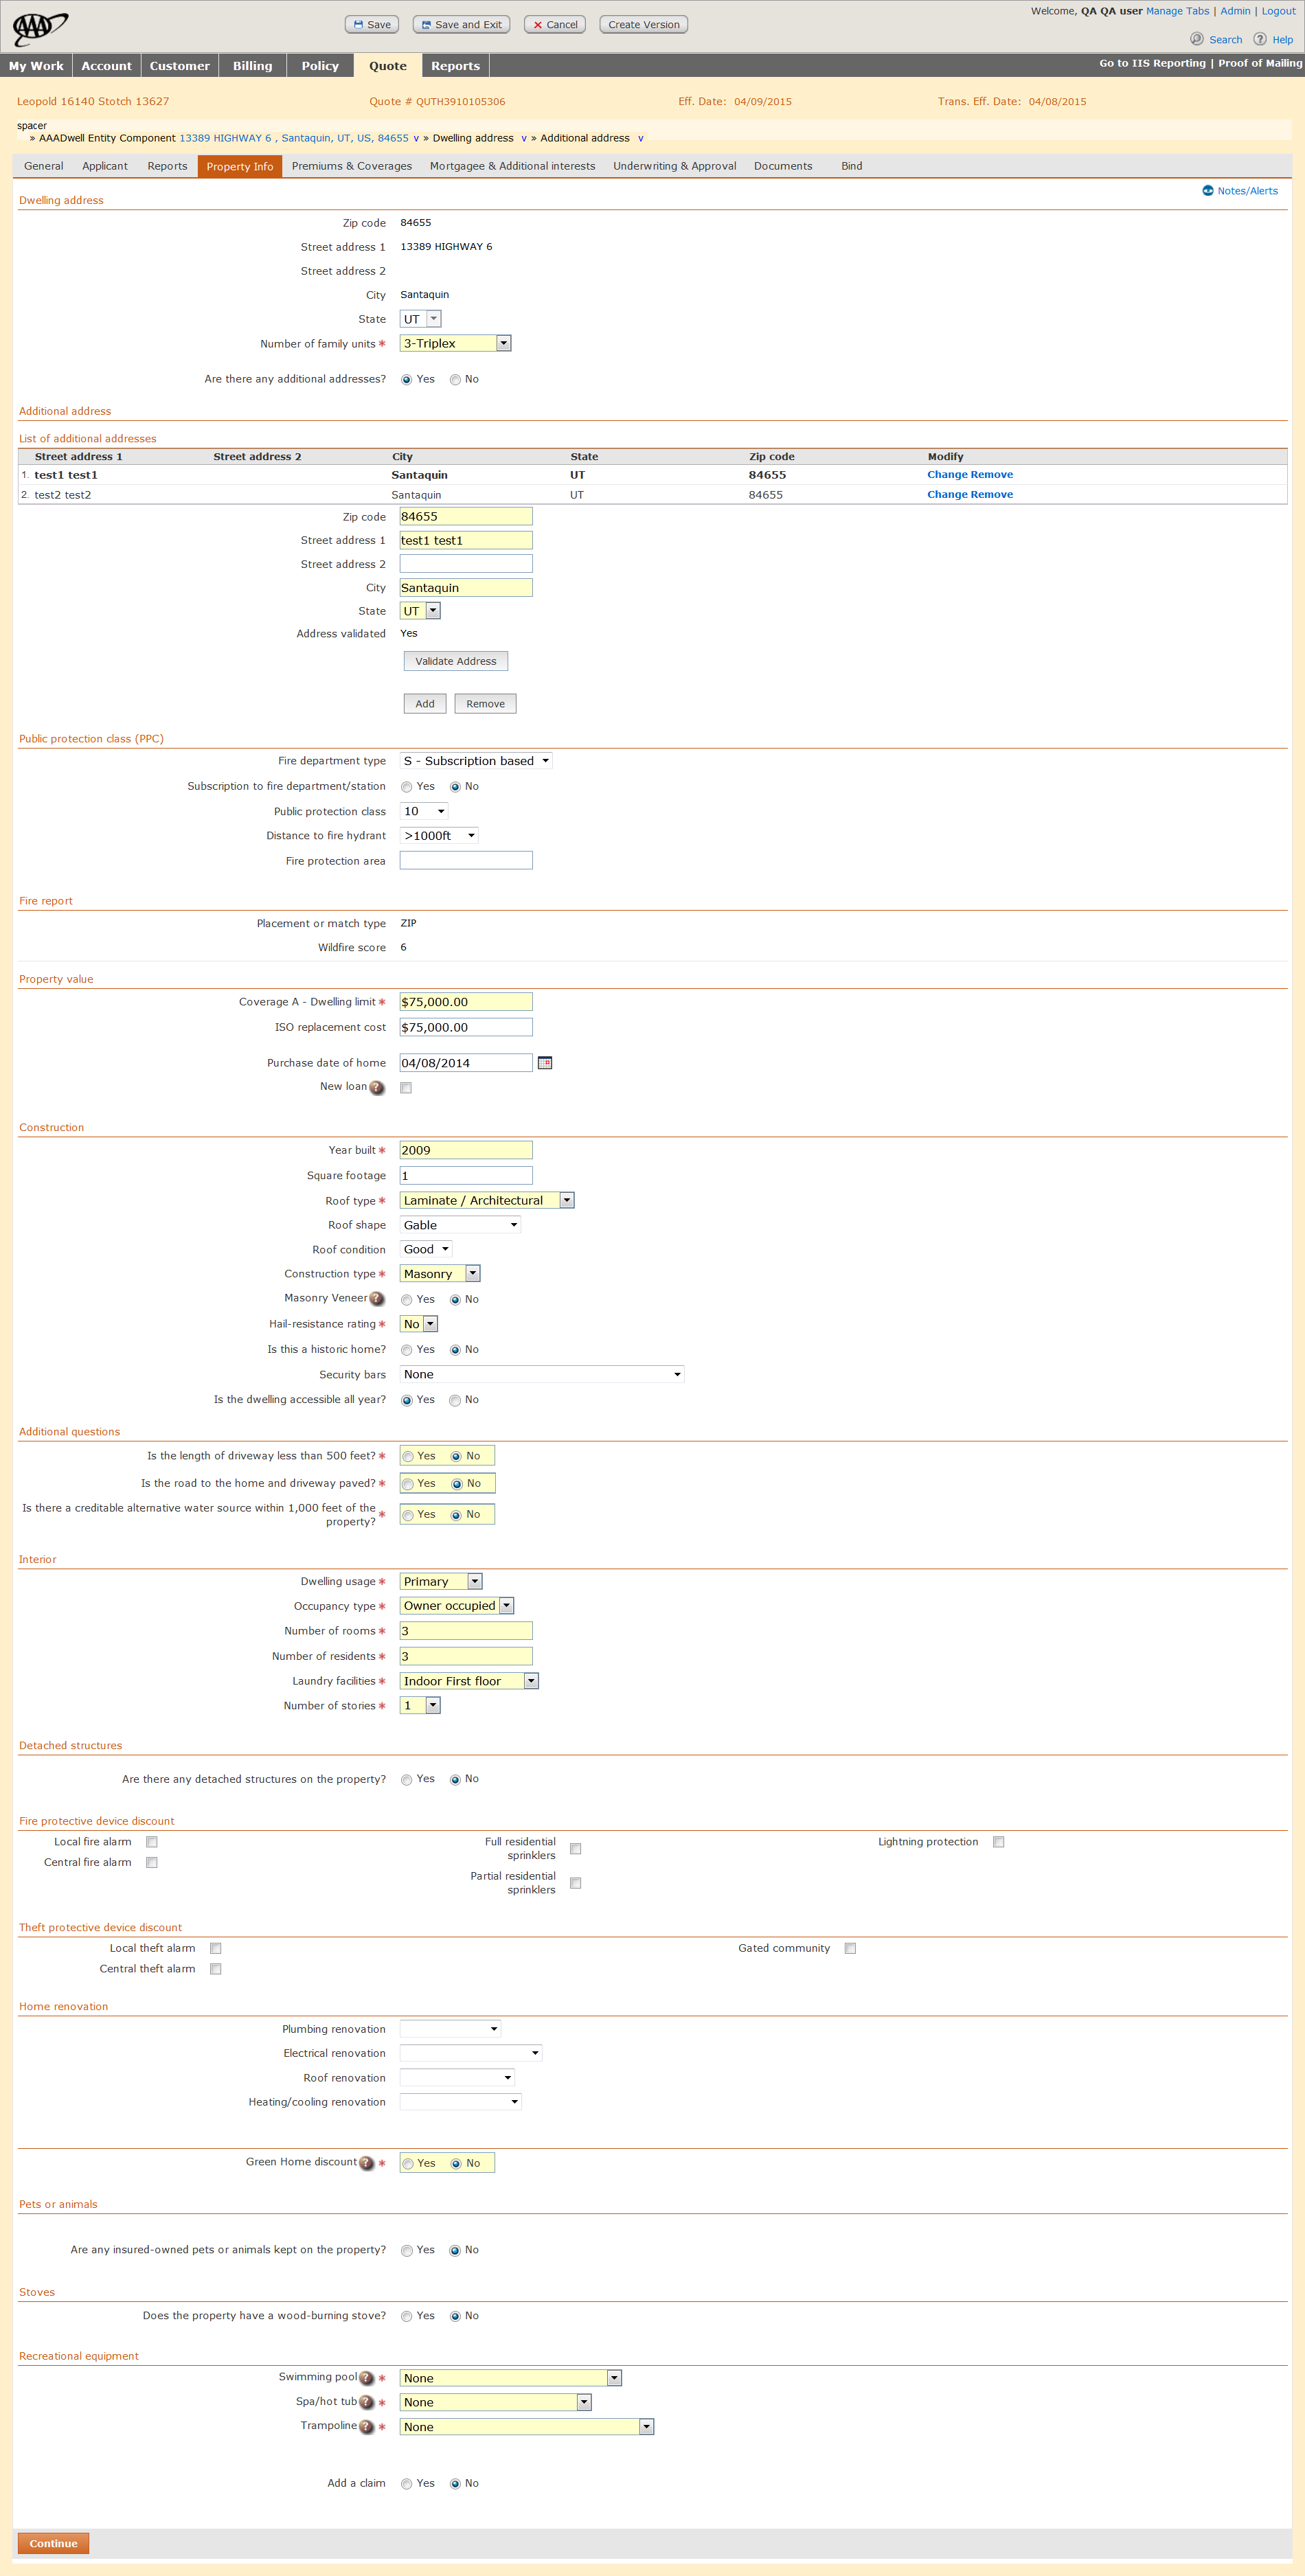 AAA
Save Save and Exit Cancel Create Version
Welcome, QA QA user Manage Tabs | Admin | Logout
Search Help
My Work Account Customer Billing Policy Quote Reports
Go to IIS Reporting | Proof of Mailing
Leopold 16140 Stotch 13627 Quote # QUTH3910105306 Eff. Date: 04/09/2015 Trans. Eff. Date: 04/08/2015
spacer
» AAADwell Entity Component 13389 HIGHWAY 6 , Santaquin, UT, US, 84655 v » Dwelling address v » Additional address v
General Applicant Reports Property Info Premiums & Coverages Mortgagee & Additional interests Underwriting & Approval Documents Bind
Notes/Alerts
Dwelling address
Zip code 84655
Street address 1 13389 HIGHWAY 6
Street address 2
City Santaquin
State UT
Number of family units * 3-Triplex
Are there any additional addresses? Yes No
Additional address
List of additional addresses
Street address 1 Street address 2 City State Zip code Modify
1. test1 test1 Santaquin UT 84655 Change Remove
2. test2 test2 Santaquin UT 84655 Change Remove
Zip code 84655
Street address 1 test1 test1
Street address 2
City Santaquin
State UT
Address validated Yes
Validate Address
Add Remove
Public protection class (PPC)
Fire department type S - Subscription based
Subscription to fire department/station Yes No
Public protection class 10
Distance to fire hydrant >1000ft
Fire protection area
Fire report
Placement or match type ZIP
Wildfire score 6
Property value
Coverage A - Dwelling limit * $75,000.00
ISO replacement cost $75,000.00
Purchase date of home 04/08/2014
New loan ?
Construction
Year built * 2009
Square footage 1
Roof type * Laminate / Architectural
Roof shape Gable
Roof condition Good
Construction type * Masonry
Masonry Veneer ? Yes No
Hail-resistance rating * No
Is this a historic home? Yes No
Security bars None
Is the dwelling accessible all year? Yes No
Additional questions
Is the length of driveway less than 500 feet? * Yes No
Is the road to the home and driveway paved? * Yes No
Is there a creditable alternative water source within 1,000 feet of the
property? * Yes No
Interior
Dwelling usage * Primary
Occupancy type * Owner occupied
Number of rooms * 3
Number of residents * 3
Laundry facilities * Indoor First floor
Number of stories * 1
Detached structures
Are there any detached structures on the property? Yes No
Fire protective device discount
Local fire alarm Full residential Lightning protection
sprinklers
Central fire alarm
Partial residential
sprinklers
Theft protective device discount
Local theft alarm Gated community
Central theft alarm
Home renovation
Plumbing renovation
Electrical renovation
Roof renovation
Heating/cooling renovation
Green Home discount ? * Yes No
Pets or animals
Are any insured-owned pets or animals kept on the property? Yes No
Stoves
Does the property have a wood-burning stove? Yes No
Recreational equipment
Swimming pool ? * None
Spa/hot tub ? * None
Trampoline ? * None
Add a claim Yes No
Continue